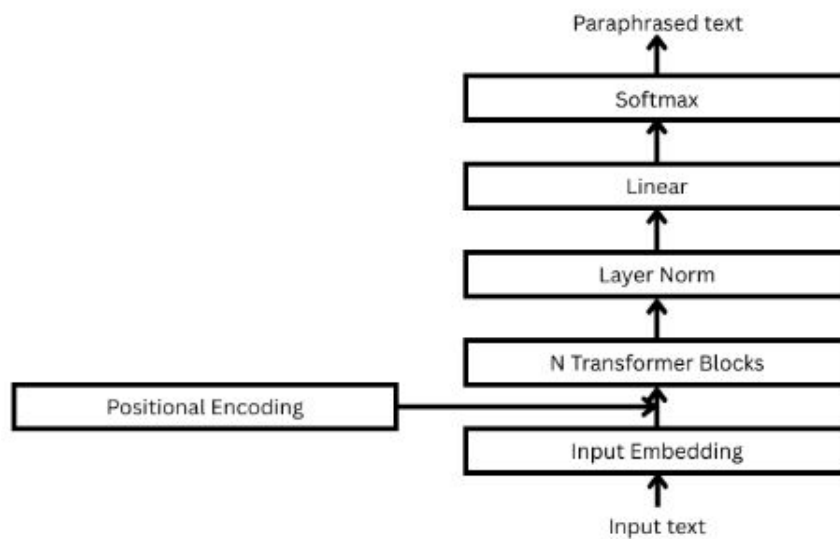 Paraphrased text
Softmax
Linear
Layer Norm
N Transformer Blocks
Positional Encoding
Input Embedding
Input text